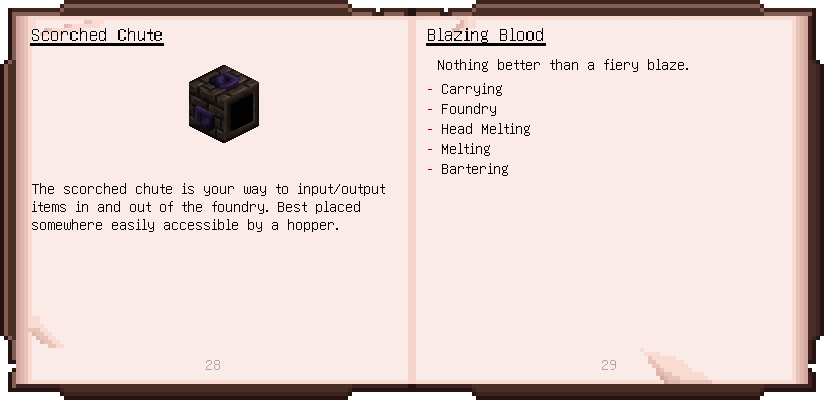 Scorched Chute
The scorched chute is your way to input/output
items in and out of the foundry. Best placed
somewhere easily accessible by a hopper.
28
Blazing Blood
Nothing better than a fiery blaze.
- Carrying
- Foundry
- Head Melting
- Melting
- Bartering
29